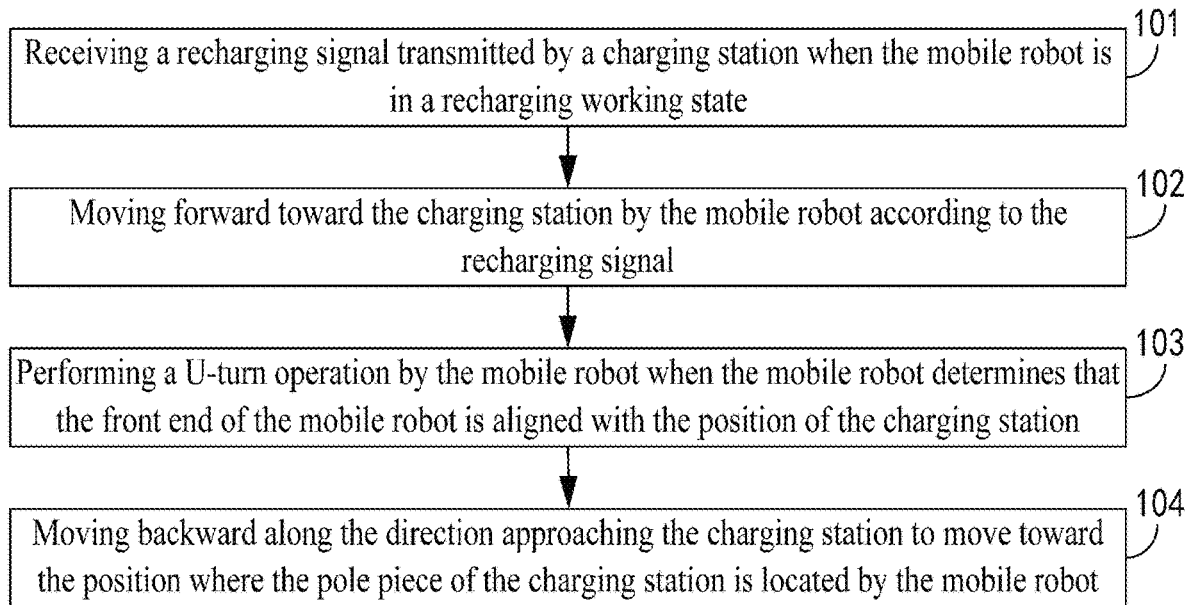 101
Receiving a recharging signal transmitted by a charging station when the mobile robot is
in a recharging working state
102
Moving forward toward the charging station by the mobile robot according to the
recharging signal
103
Performing a U-turn operation by the mobile robot when the mobile robot determines that
the front end of the mobile robot is aligned with the position of the charging station
104
Moving backward along the direction approaching the charging station to move toward
the position where the pole piece of the charging station is located by the mobile robot